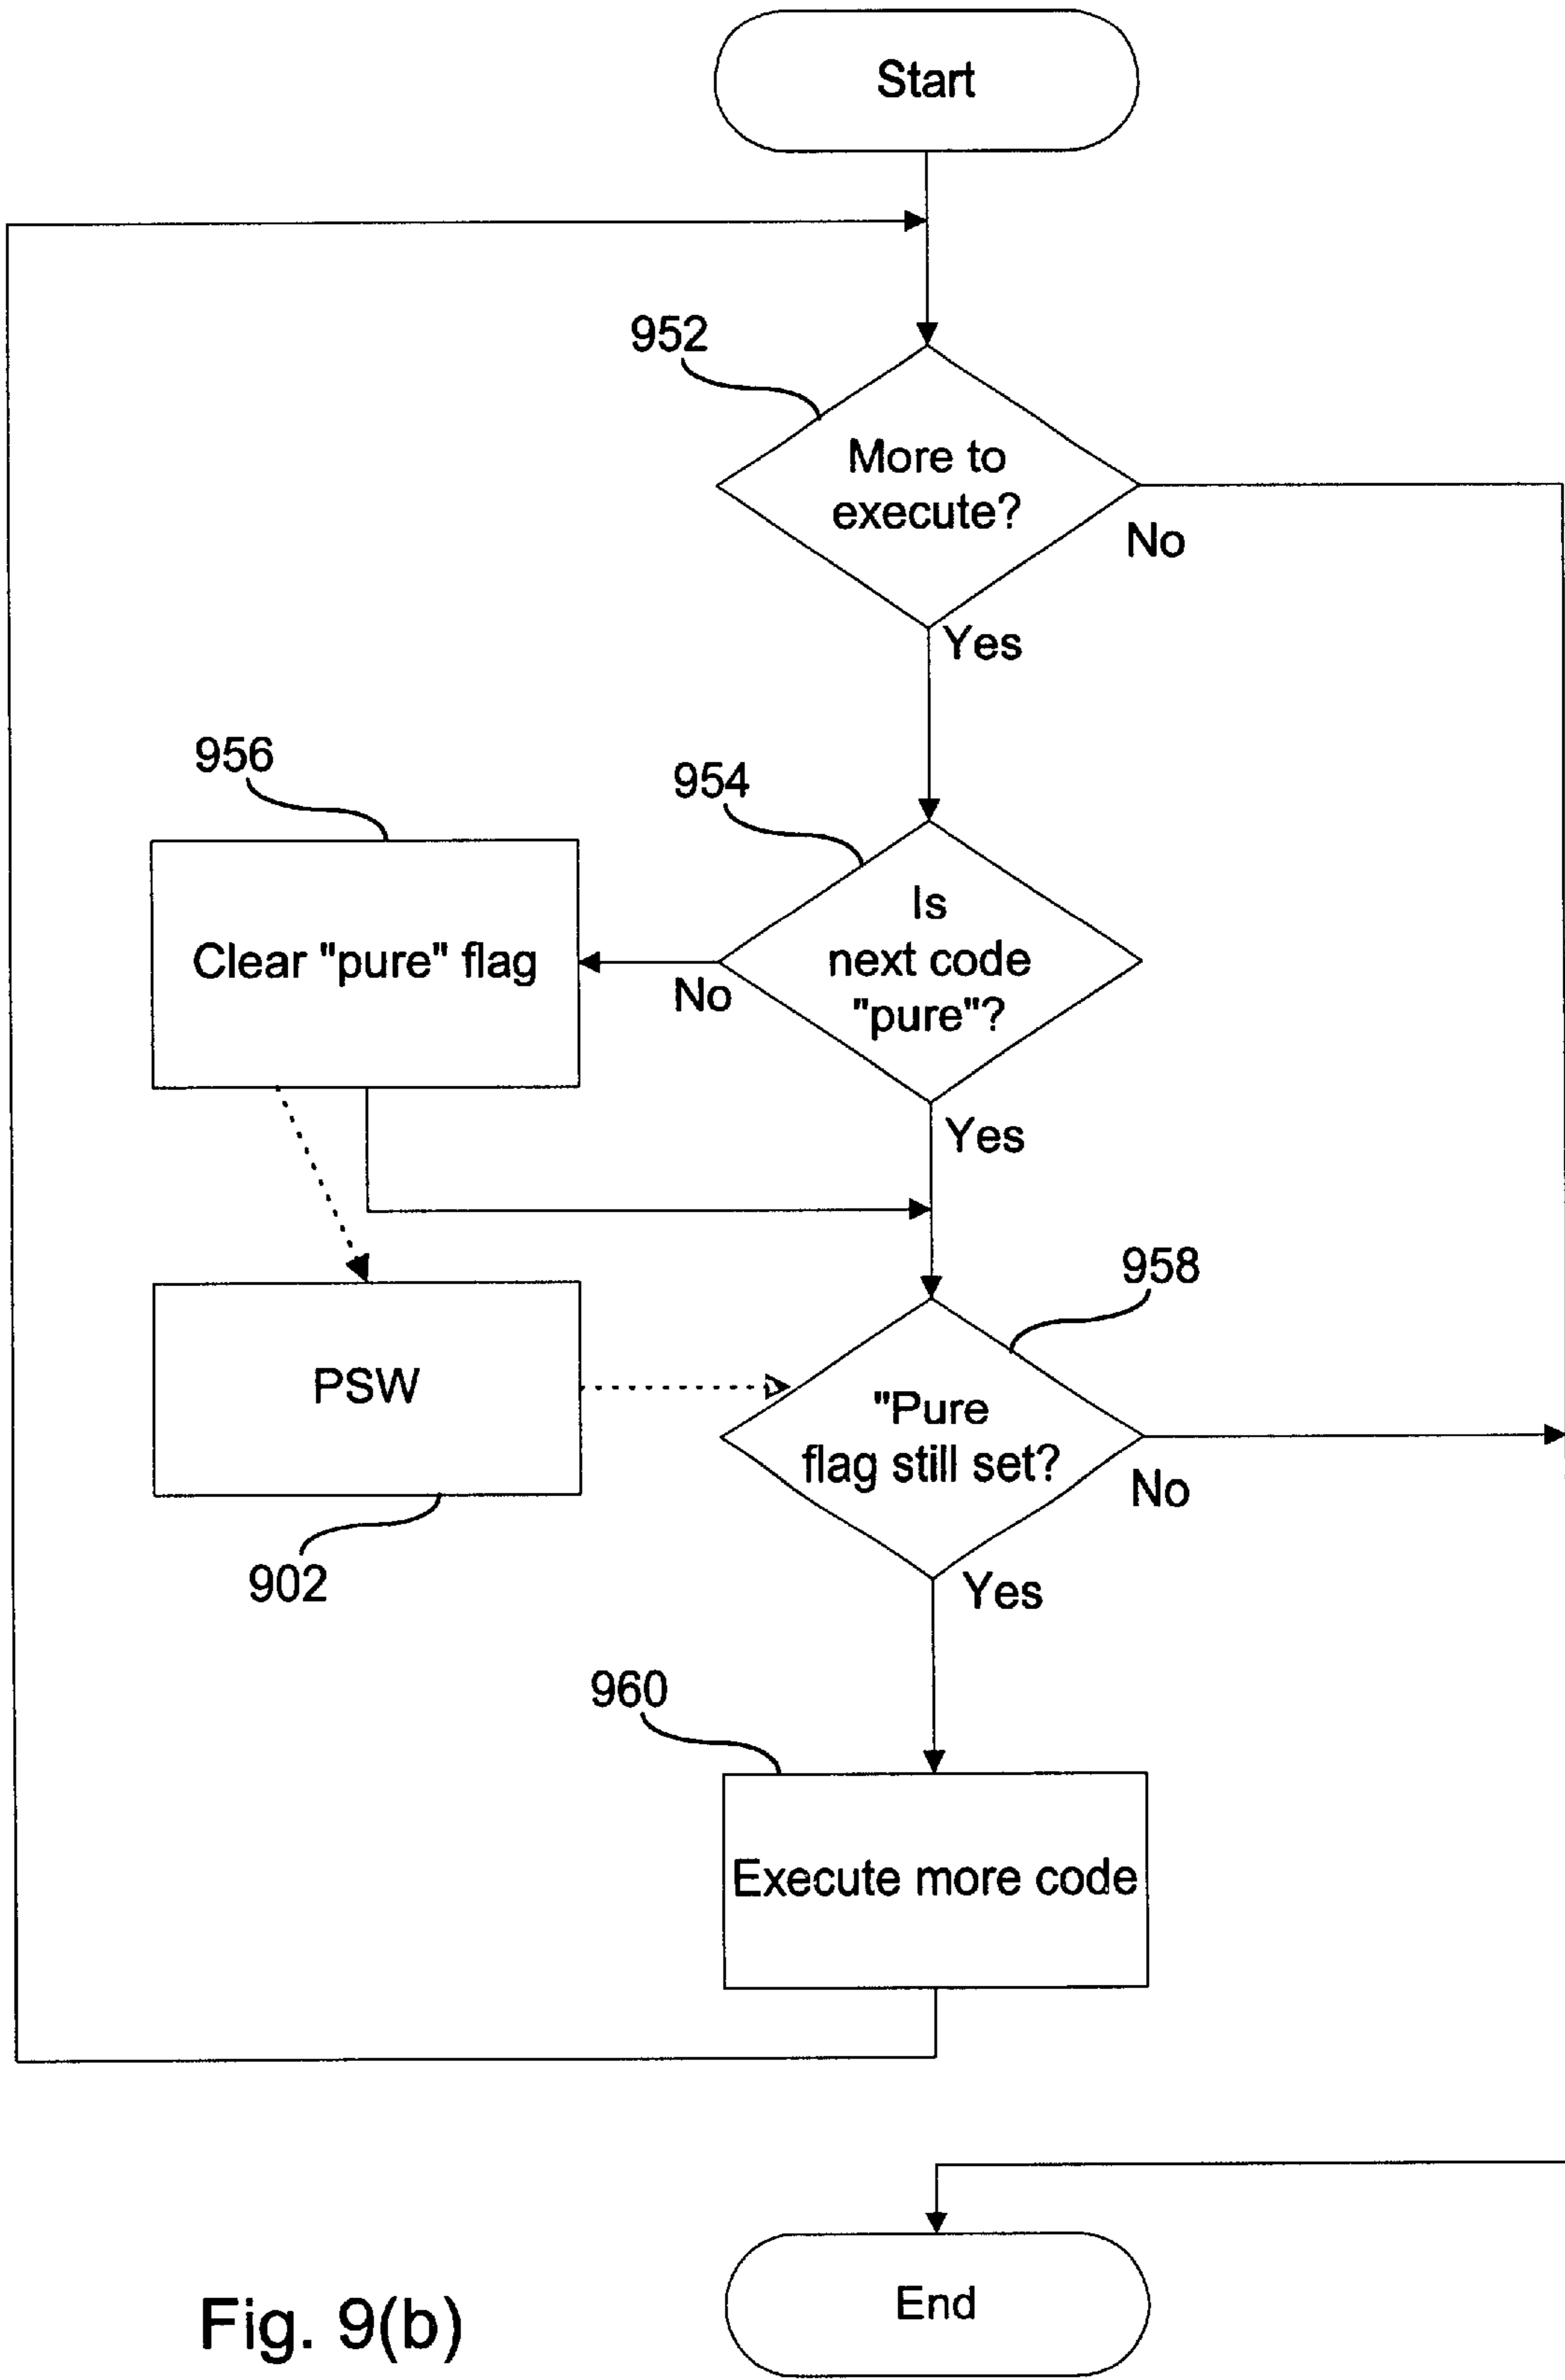 Start
952
More to
execute?
No
Yes
956
954
Clear "pure" flag
Is
next code
"pure"?
No
Yes
958
PSW
"Pure
flag still set?
No
902
Yes
960
Execute more code
End
Fig. 9(b)